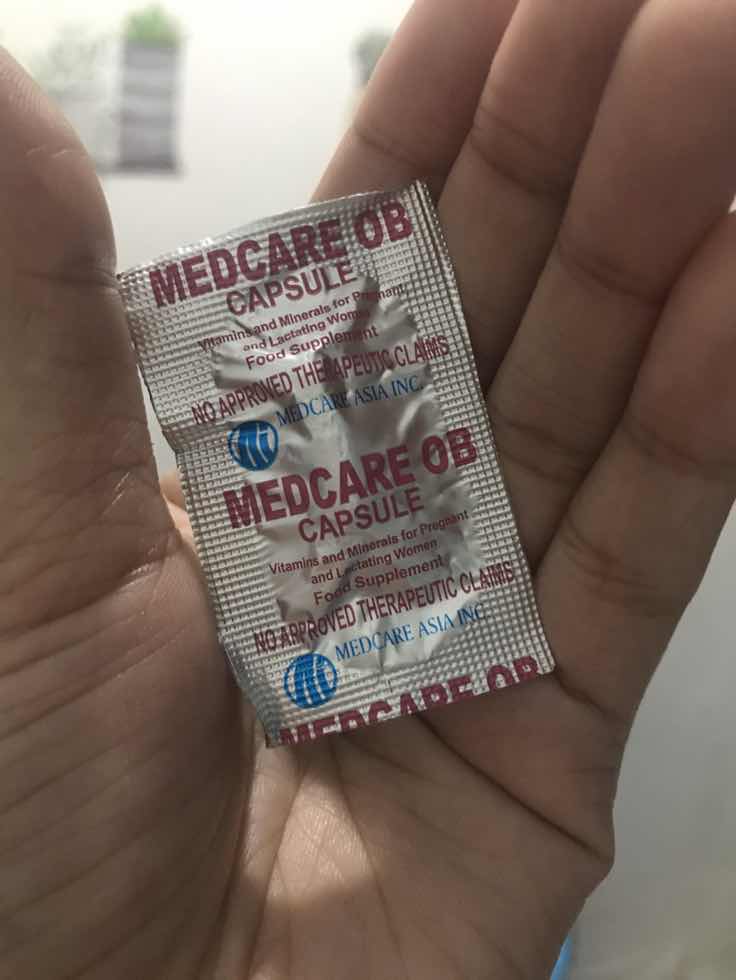 MEDCARE OB
CAPSULE
Vitamins and Minerals for Pregnant
and Lactating Women
Food Supplement
NO APPROVED THERAPEUTIC CLAIMS
MEDCARE ASIA INC.
MEDCARE OB
CAPSULE
Vitamins and Minerals for Pregnant
and Lactating Women
Food Supplement
NO APPROVED THERAPEUTIC CLAIMS
MEDCARE ASIA INC.
MEDCARE OB